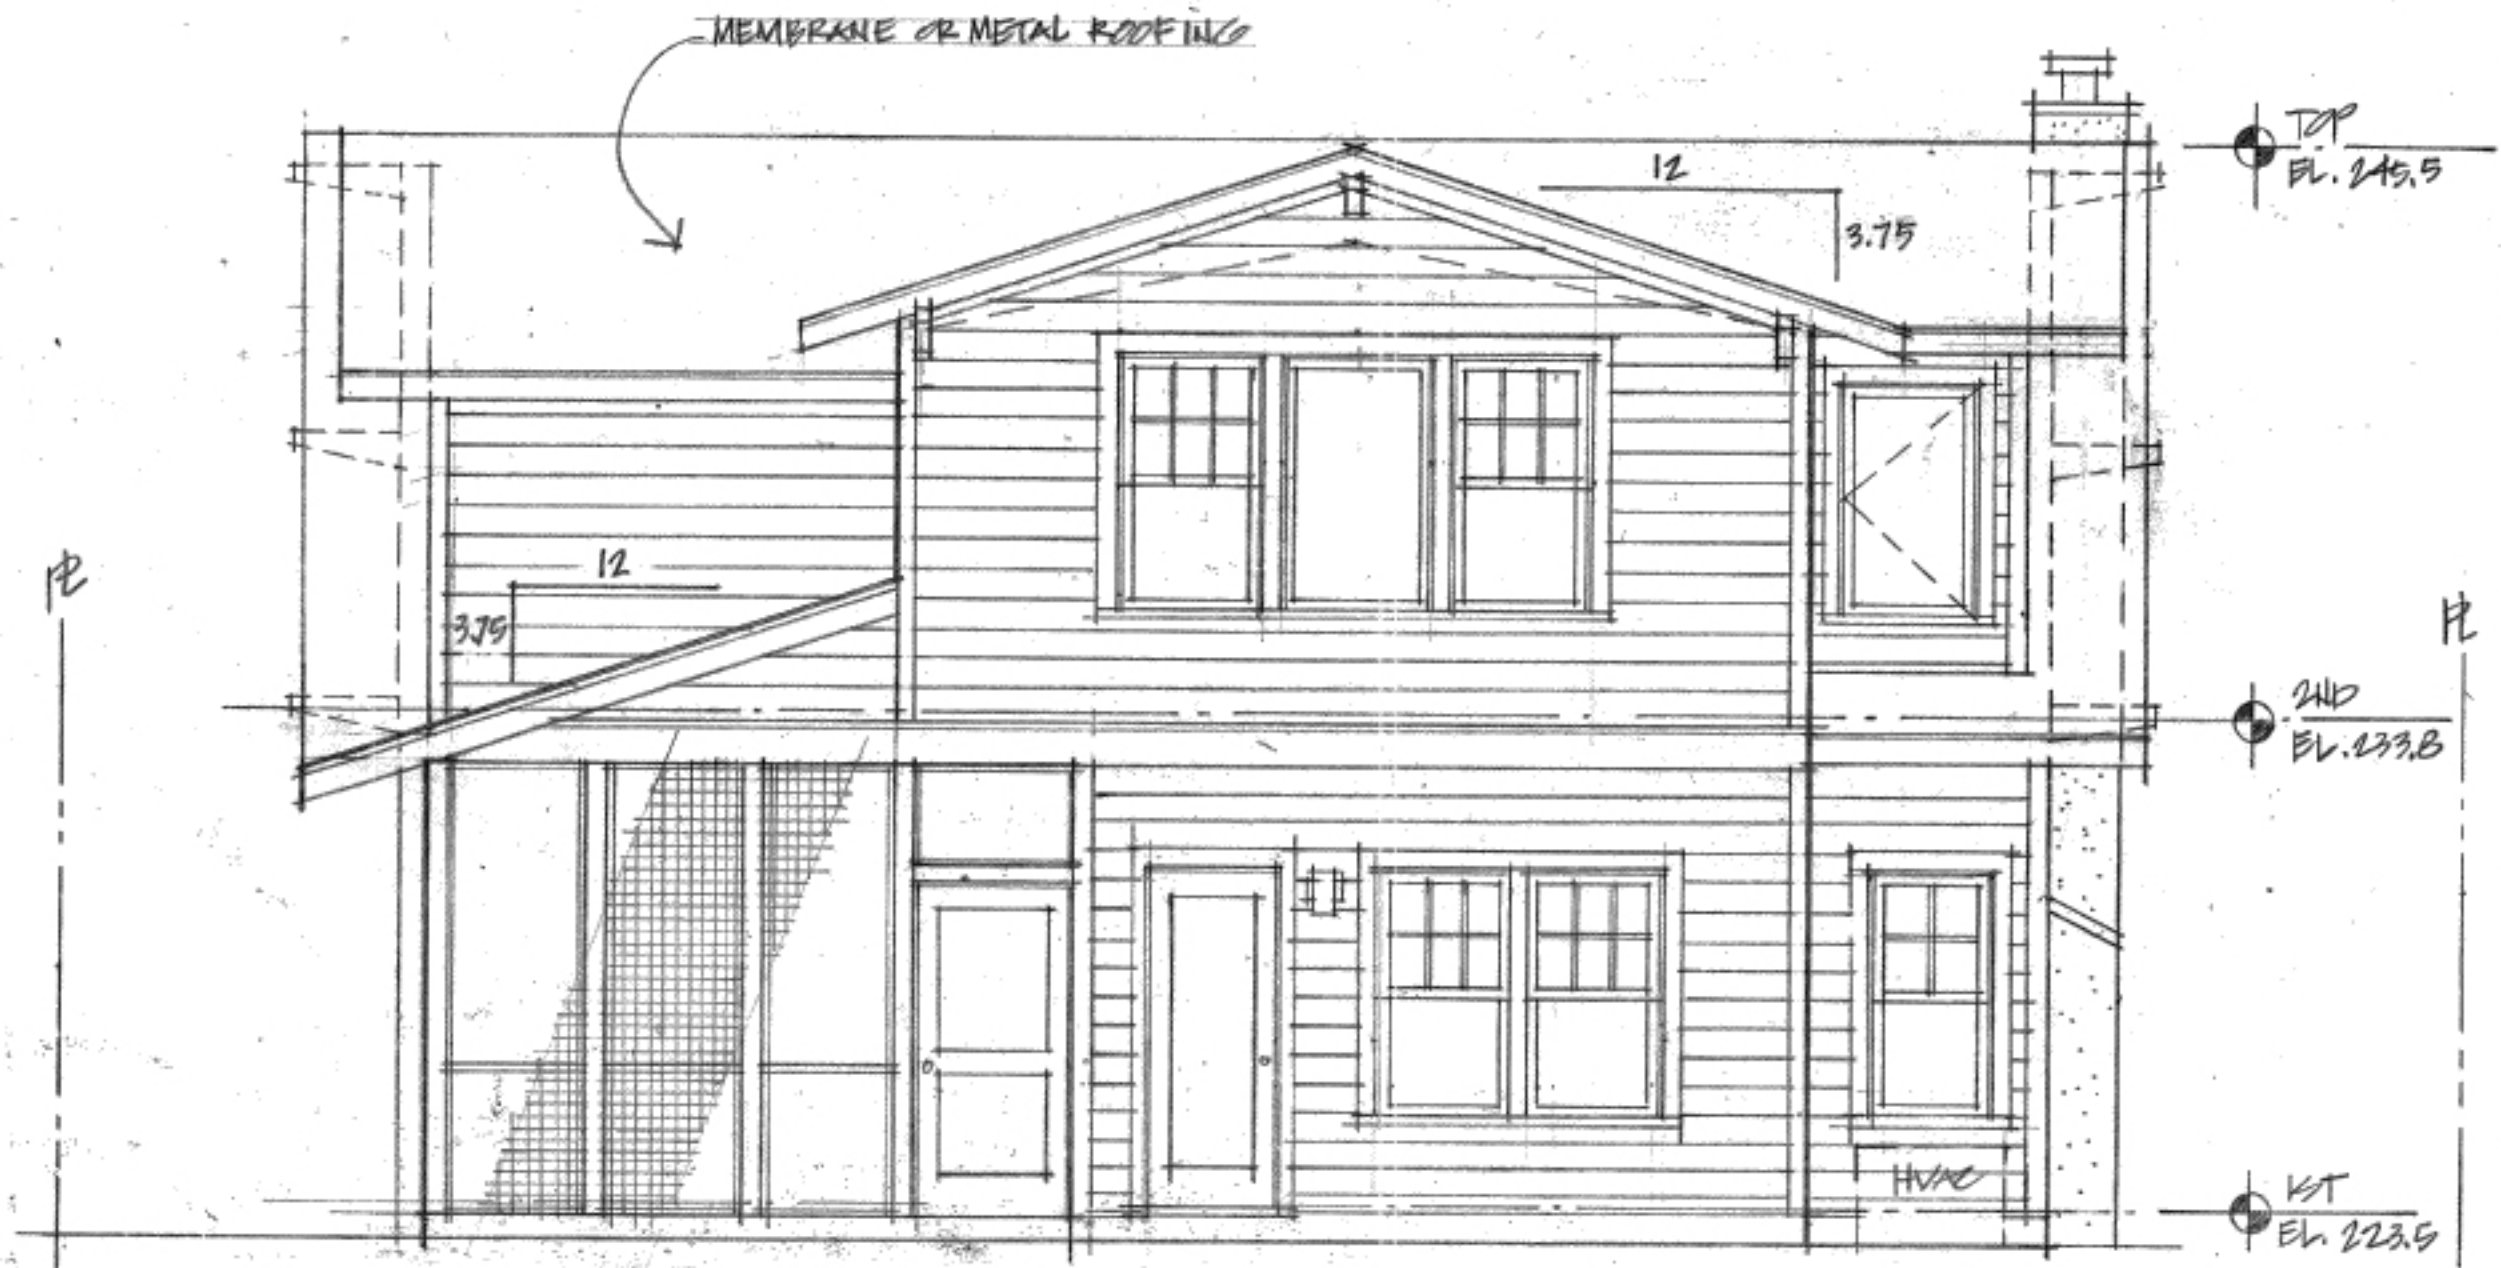 MEMBRANE OR METAL ROOFING
TOP
EL. 245.5
12
3.75
12
3.75
PL
PL
2ND
EL. 233.8
HVAC
1ST
EL. 223.5